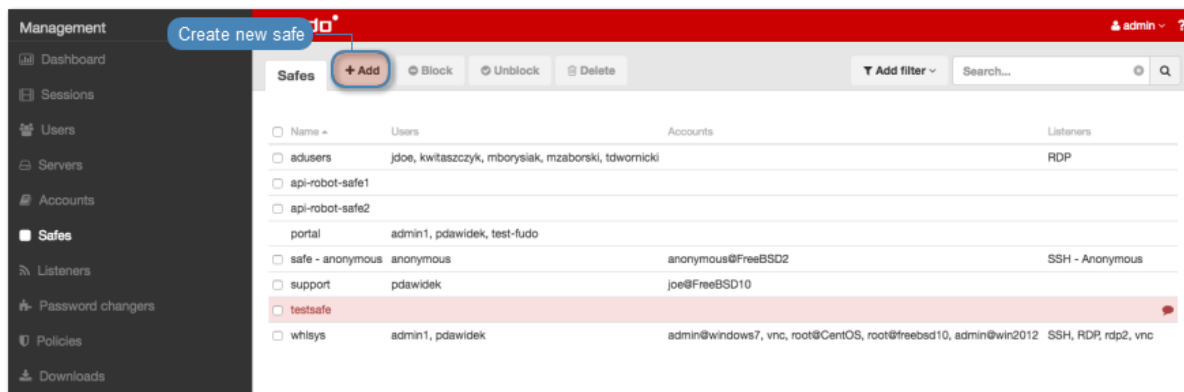 Management
Create new safe
admin ?
Dashboard
Sessions
Users
Servers
Accounts
Safes
Listeners
Password changers
Policies
Downloads
Safes + Add Block Unblock Delete Add filter Search...
Name Users Accounts Listeners
adusers jdoe, kwitaszczyk, mborysiak, mzaborski, tdwornicki RDP
api-robot-safe1
api-robot-safe2
portal admin1, pdawidek, test-fudo
safe - anonymous anonymous anonymous@FreeBSD2 SSH - Anonymous
support pdawidek joe@FreeBSD10
testsafe
whlsys admin1, pdawidek admin@windows7, vnc, root@CentOS, root@freebsd10, admin@win2012 SSH, RDP, rdp2, vnc